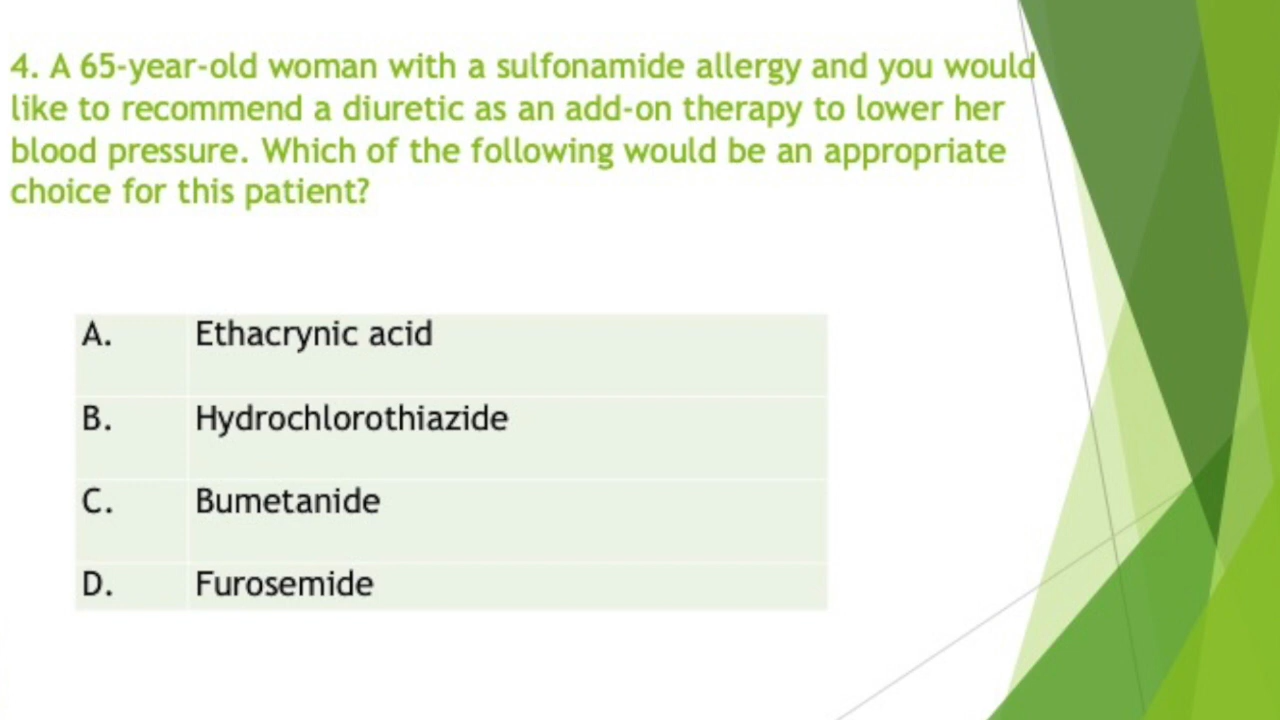 4. A 65-year-old woman with a sulfonamide allergy and you would
like to recommend a diuretic as an add-on therapy to lower her
blood pressure. Which of the following would be an appropriate
choice for this patient?
A. Ethacrynic acid
B. Hydrochlorothiazide
C. Bumetanide
D. Furosemide